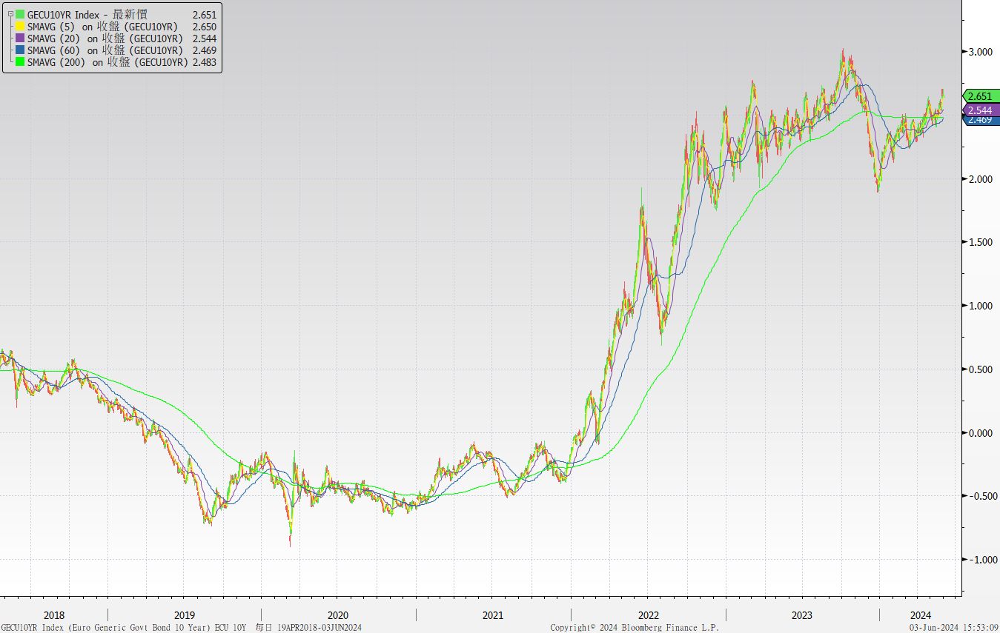 GECU10YR Index - 最新價 2.651
SMAVG (5) on 收盤 (GECU10YR) 2.650
SMAVG (20) on 收盤 (GECU10YR) 2.544
SMAVG (60) on 收盤 (GECU10YR) 2.469
SMAVG (200) on 收盤 (GECU10YR) 2.483
3.000
2.651
2.544
2.469
2.000
1.500
1.000
0.500
0.000
-0.500
-1.000
2018 2019 2020 2021 2022 2023 2024
GECU10YR Index (Euro Generic Govt Bond 10 Year) ECU 10Y 每日 19APR2018-03JUN2024 Copyright© 2024 Bloomberg Finance L.P. 03-Jun-2024 15:53:09